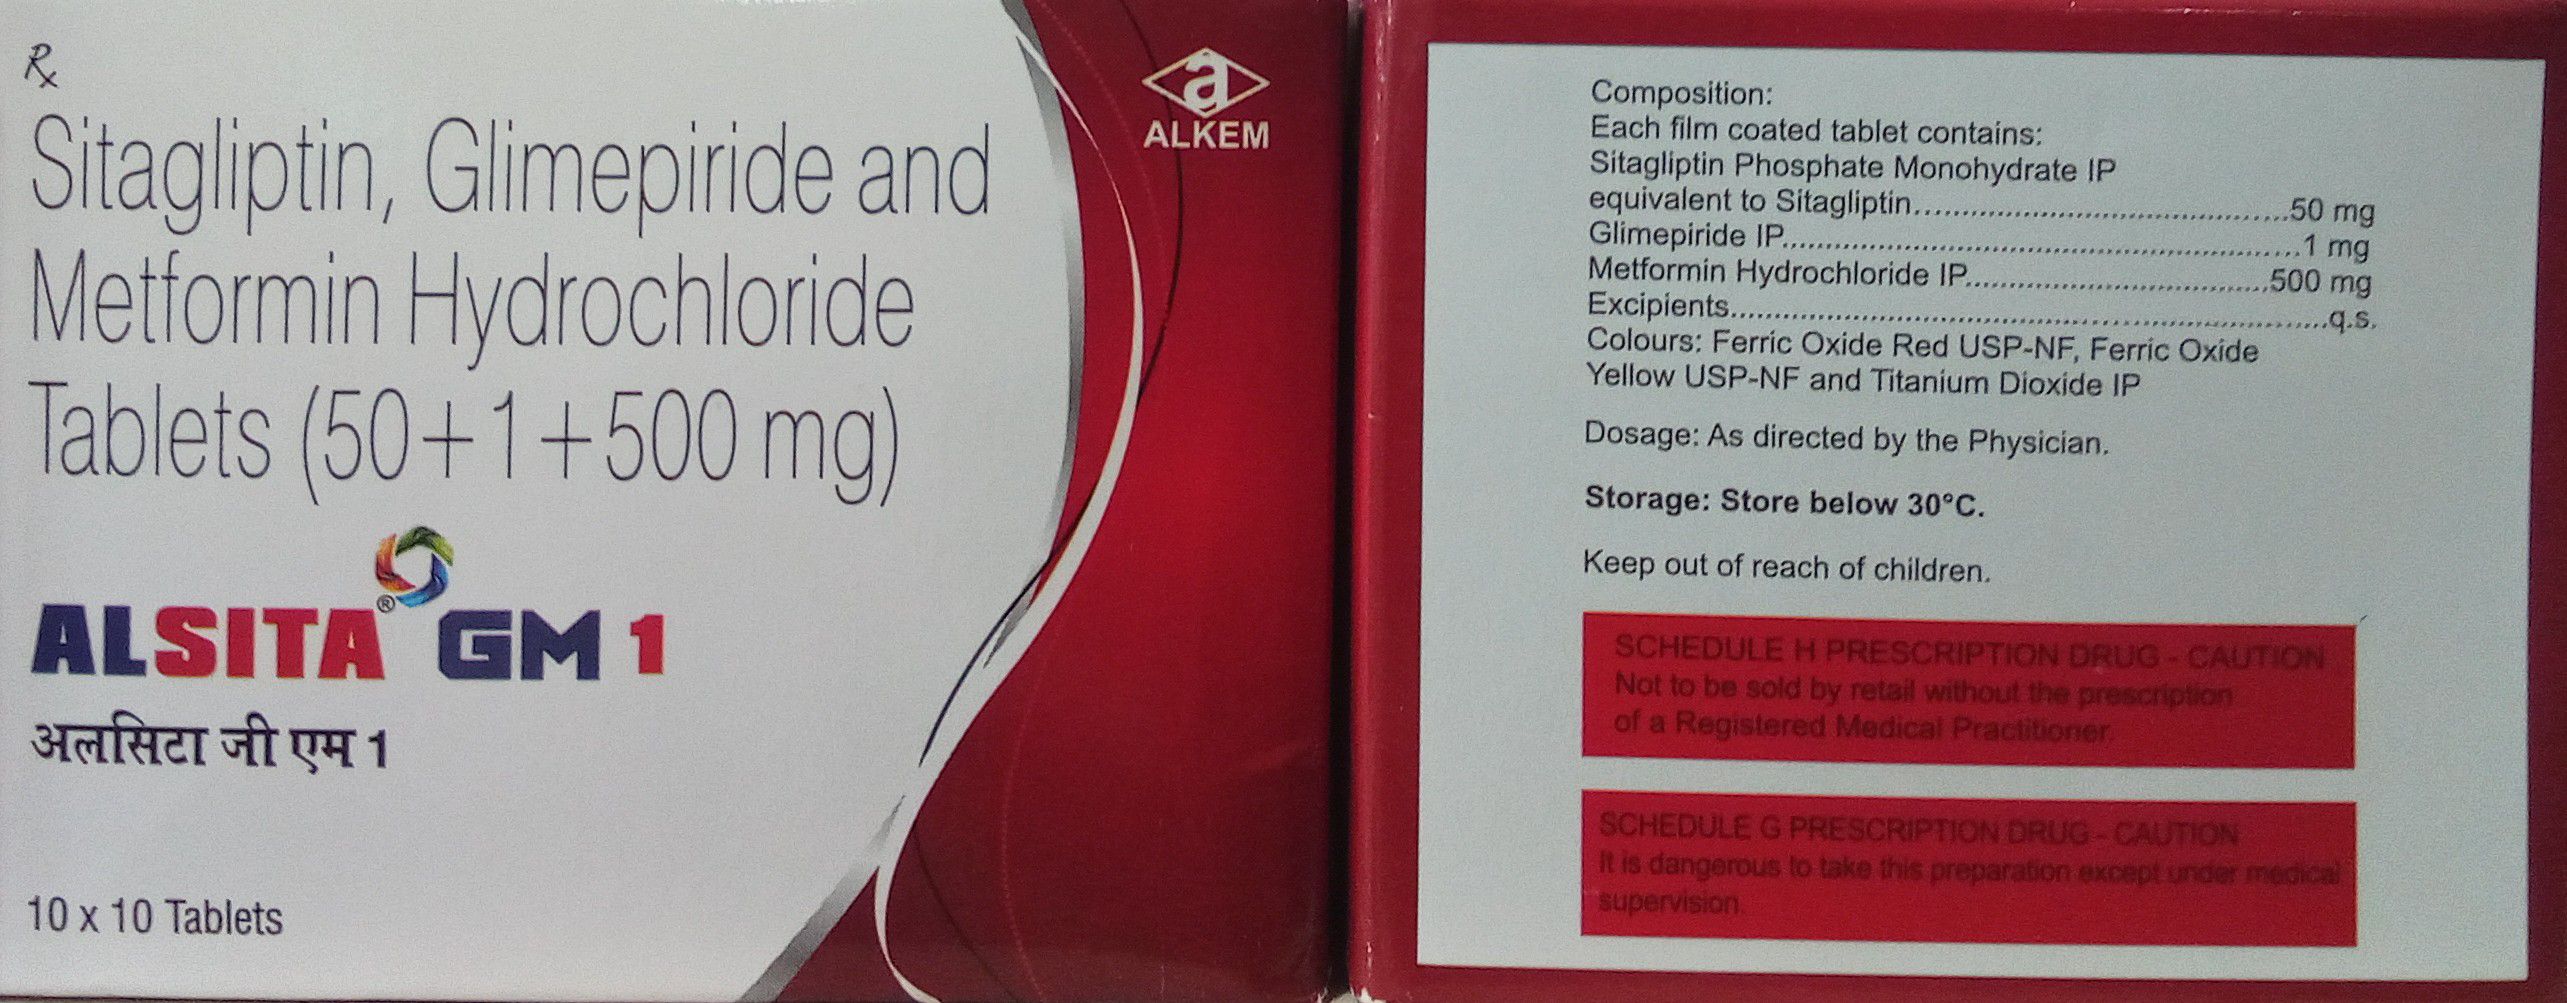 Rx
Sitagliptin, Glimepiride and
Metformin Hydrochloride
Tablets (50+1+500 mg)
ALSITA® GM 1
अलसिटा जी एम 1
10 x 10 Tablets
a
ALKEM
Composition:
Each film coated tablet contains:
Sitagliptin Phosphate Monohydrate IP
equivalent to Sitagliptin..........................................50 mg
Glimepiride IP..........................................................1 mg
Metformin Hydrochloride IP..................................500 mg
Excipients..................................................................q.s.
Colours: Ferric Oxide Red USP-NF, Ferric Oxide
Yellow USP-NF and Titanium Dioxide IP
Dosage: As directed by the Physician.
Storage: Store below 30°C.
Keep out of reach of children.
SCHEDULE H PRESCRIPTION DRUG - CAUTION
Not to be sold by retail without the prescription
of a Registered Medical Practitioner.
SCHEDULE G PRESCRIPTION DRUG - CAUTION
It is dangerous to take this preparation except under medical
supervision.